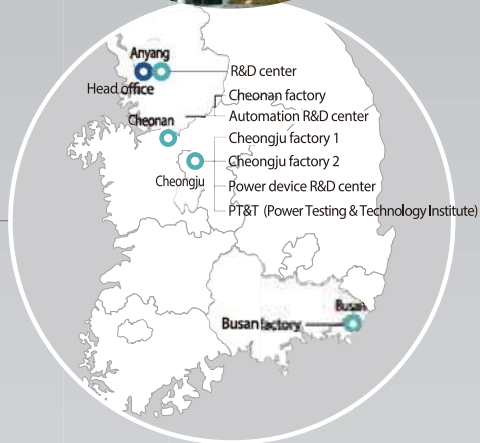 Anyang
R&D center
Head office
Cheonan factory
Cheonan
Automation R&D center
Cheongju factory 1
Cheongju factory 2
Cheongju
Power device R&D center
PT&T (Power Testing & Technology Institute)
Busan
Busan factory